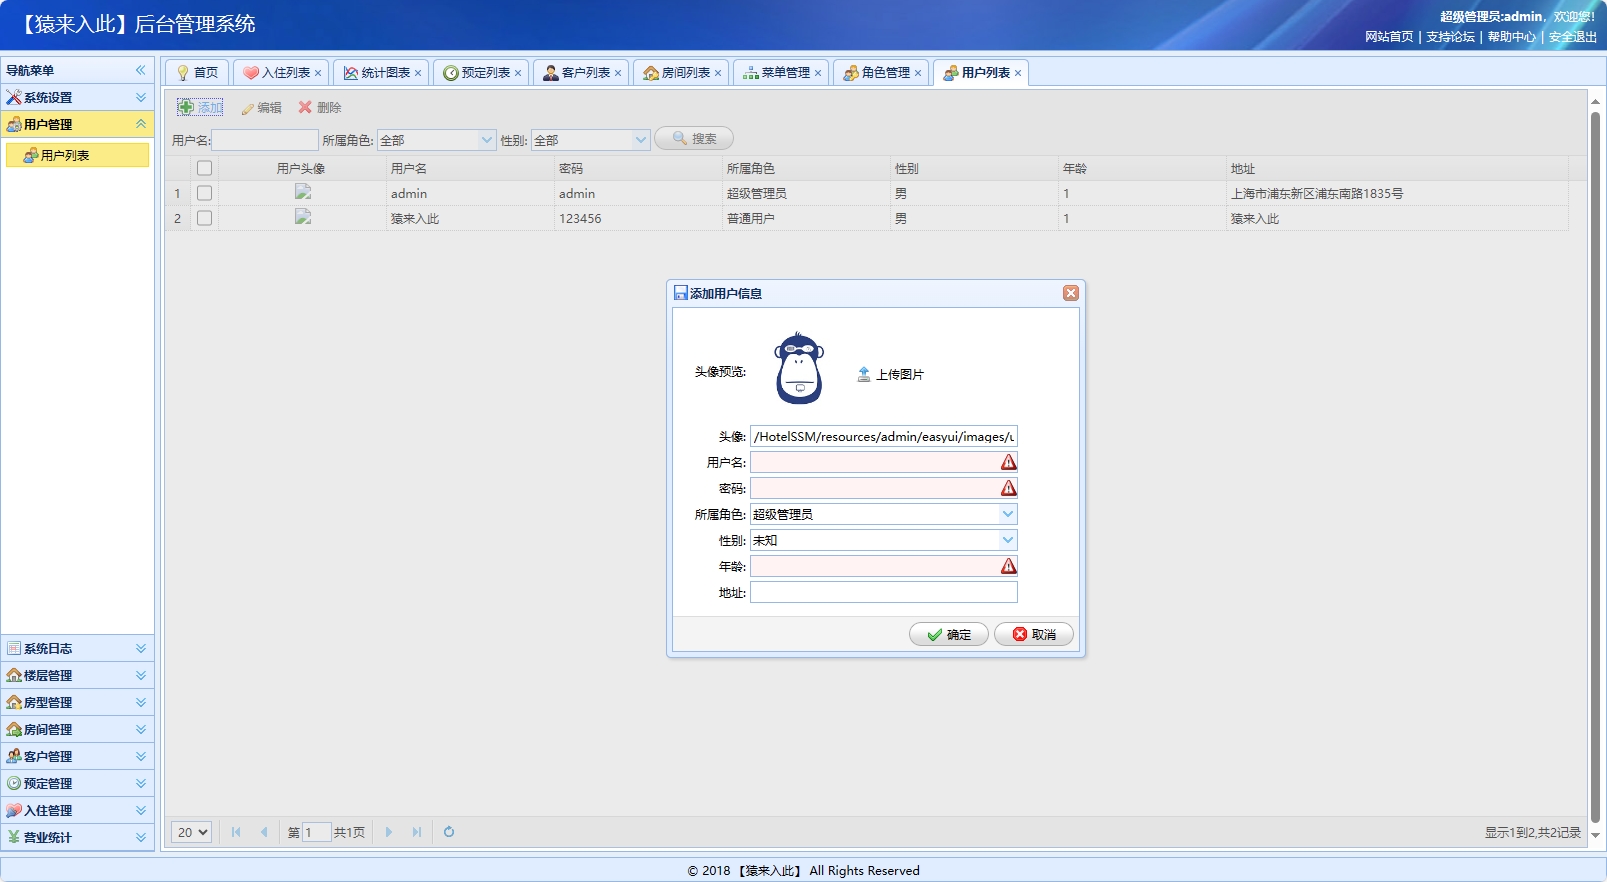 【猿来入此】后台管理系统
超级管理员:admin，欢迎您!
网站首页 | 支持论坛 | 帮助中心 | 安全退出
导航菜单
系统设置
用户管理
用户列表
系统日志
楼层管理
房型管理
房间管理
客户管理
预定管理
入住管理
营业统计
首页 入住列表 统计图表 预定列表 客户列表 房间列表 菜单管理 角色管理 用户列表
添加 编辑 删除
用户名: 所属角色: 全部 性别: 全部 搜索
用户头像 用户名 密码 所属角色 性别 年龄 地址
1 admin admin 超级管理员 男 1 上海市浦东新区浦东南路1835号
2 猿来入此 123456 普通用户 男 1 猿来入此
添加用户信息
头像预览: 上传图片
头像: /HotelSSM/resources/admin/easyui/images/u
用户名:
密码:
所属角色: 超级管理员
性别: 未知
年龄:
地址:
确定 取消
20 第 1 共1页 显示1到2,共2记录
© 2018 【猿来入此】 All Rights Reserved